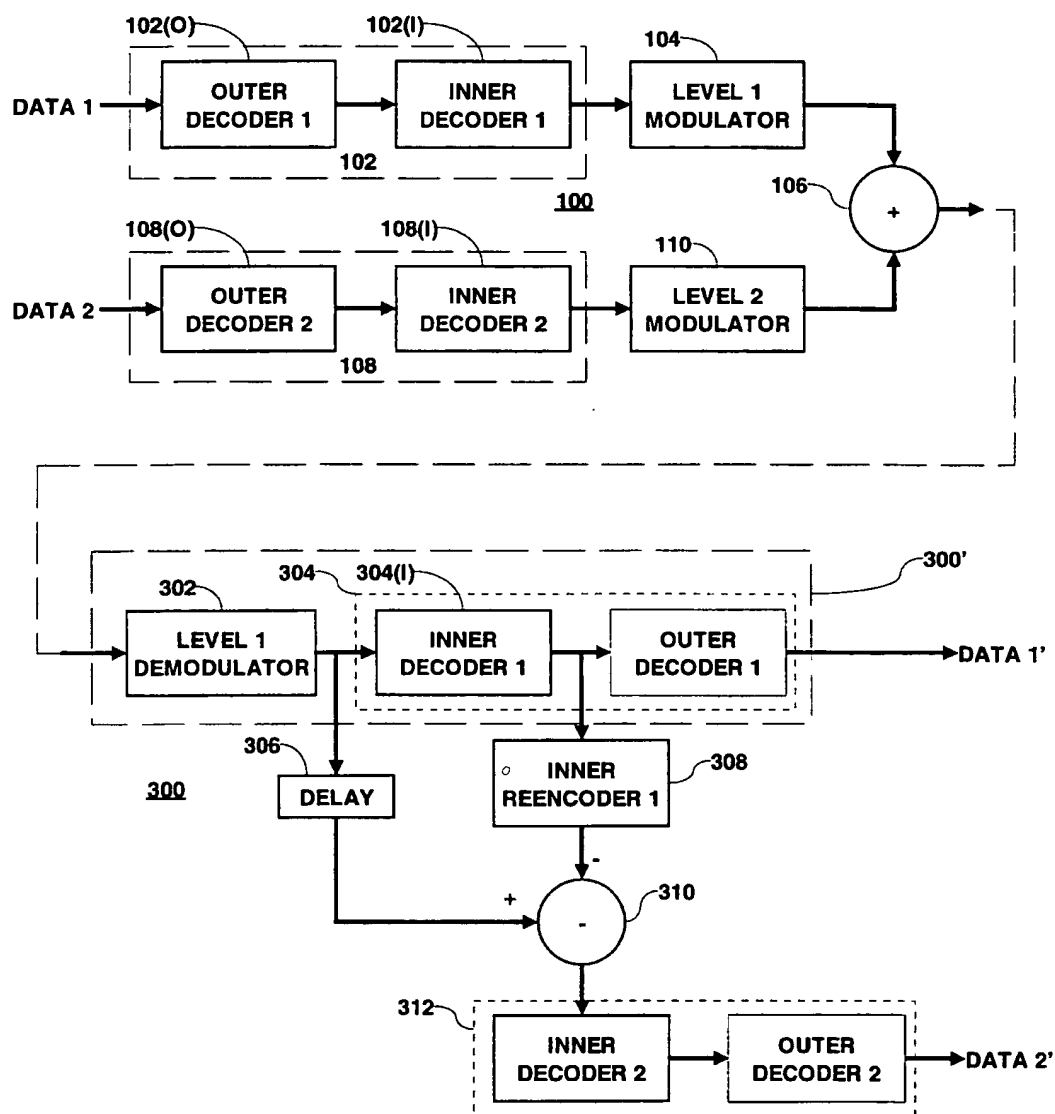 102(O)
102(I)
104
DATA 1
OUTER
DECODER 1
INNER
DECODER 1
LEVEL 1
MODULATOR
102
106
+
100
108(O)
108(I)
110
DATA 2
OUTER
DECODER 2
INNER
DECODER 2
LEVEL 2
MODULATOR
108
300'
302
304
304(I)
LEVEL 1
DEMODULATOR
INNER
DECODER 1
OUTER
DECODER 1
DATA 1'
306
308
300
DELAY
INNER
REENCODER 1
-
+
310
-
312
INNER
DECODER 2
OUTER
DECODER 2
DATA 2'